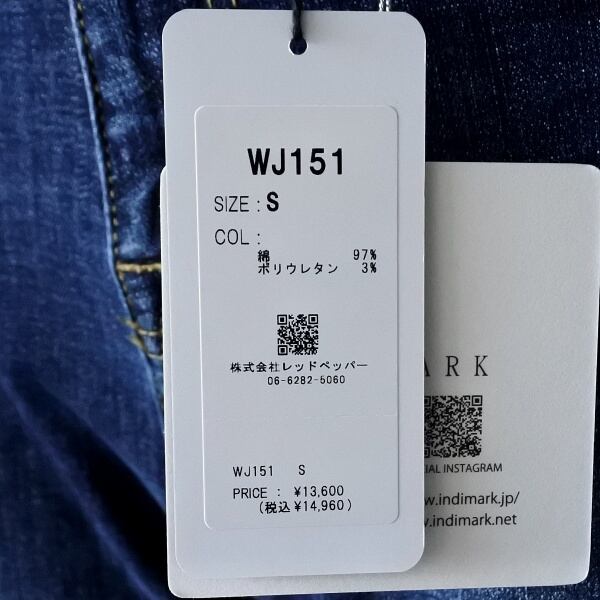 WJ151
SIZE : S
COL :
綿 97%
ポリウレタン 3%
株式会社レッドペッパー
06-6282-5060
WJ151 S
PRICE : ¥13,600
(税込¥14,960)
ARK
INSTAGRAM
w.indimark.jp/
w.indimark.net